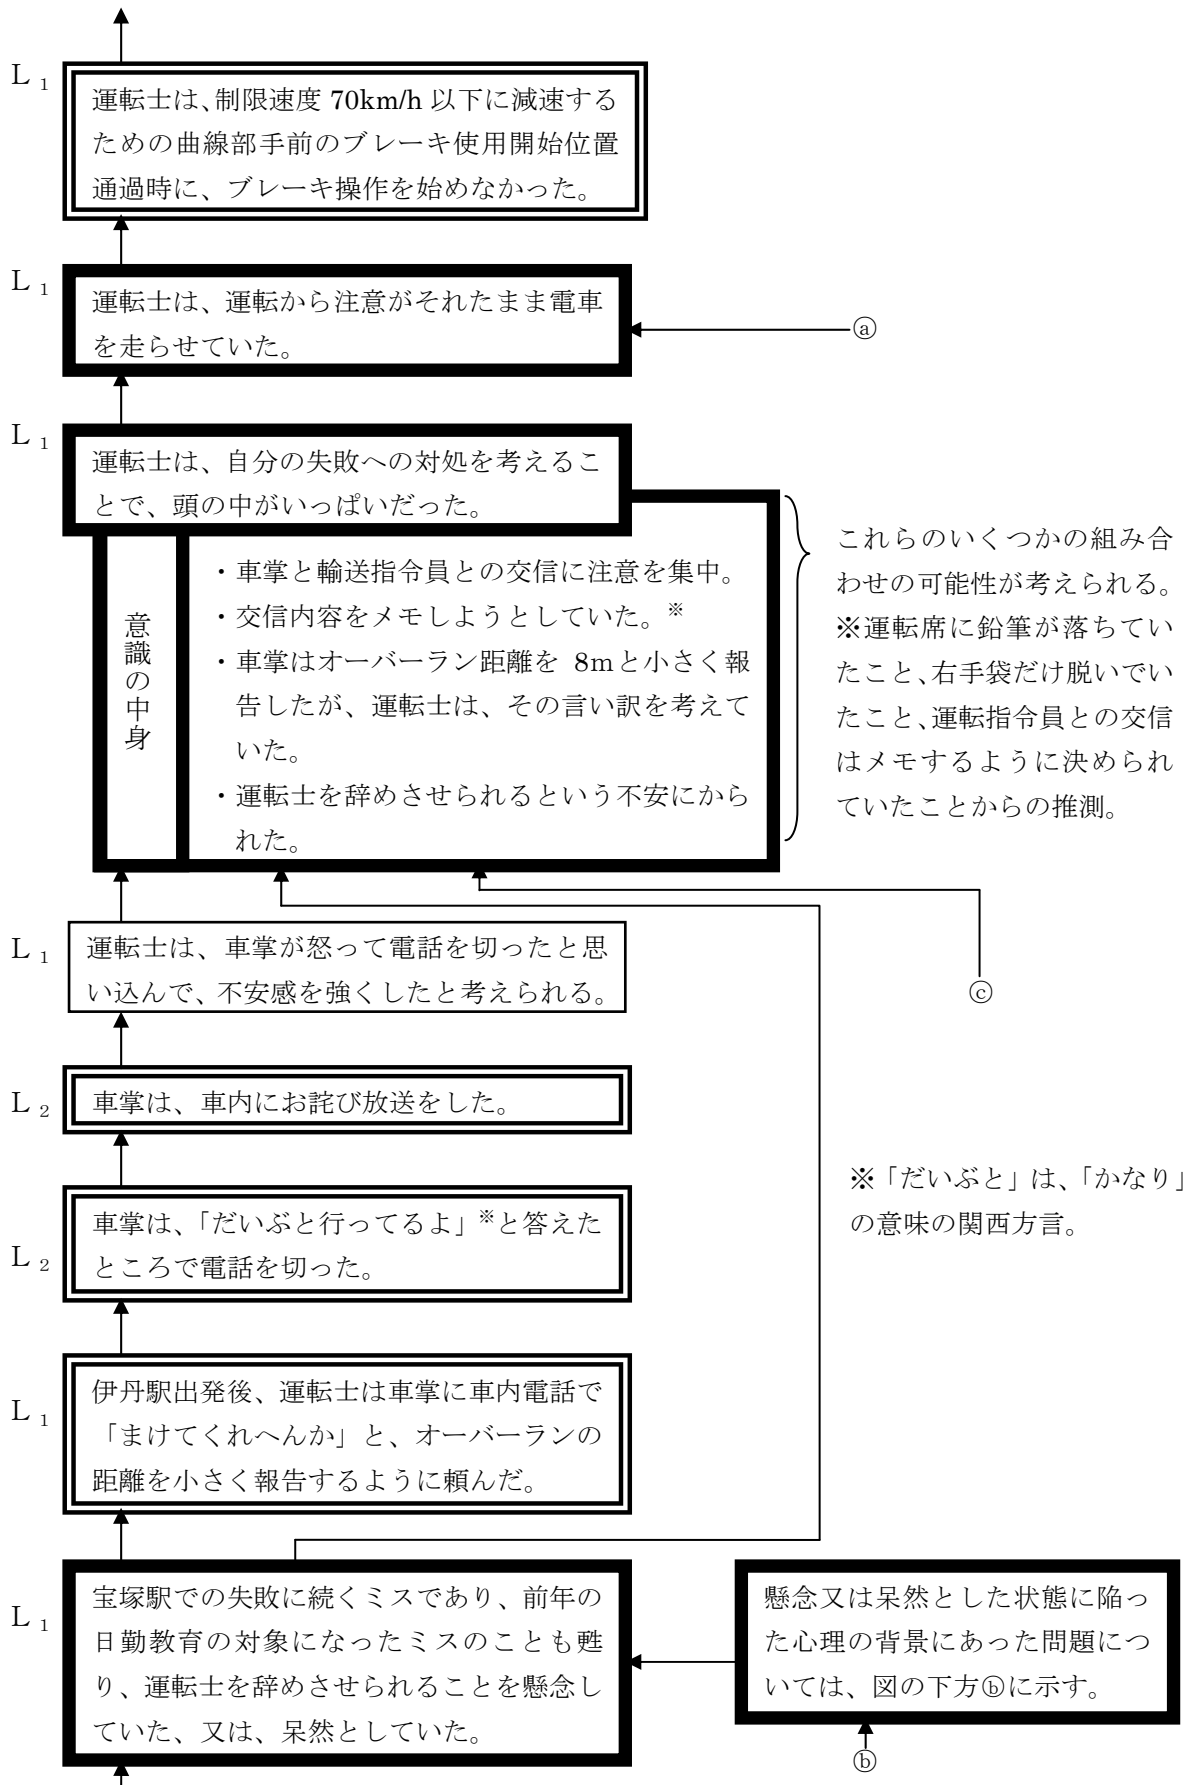 L 1
運転士は、制限速度 70km/h 以下に減速する
ための曲線部手前のブレーキ使用開始位置
通過時に、ブレーキ操作を始めなかった。
L 1
運転士は、運転から注意がそれたまま電車
を走らせていた。
ⓐ
L 1
運転士は、自分の失敗への対処を考えるこ
とで、頭の中がいっぱいだった。
意識の中身
・車掌と輸送指令員との交信に注意を集中。
・交信内容をメモしようとしていた。※
・車掌はオーバーラン距離を 8mと小さく報
告したが、運転士は、その言い訳を考えて
いた。
・運転士を辞めさせられるという不安にから
れた。
これらのいくつかの組み合
わせの可能性が考えられる。
※運転席に鉛筆が落ちてい
たこと、右手袋だけ脱いでい
たこと、運転指令員との交信
はメモするように決められ
ていたことからの推測。
L 1
運転士は、車掌が怒って電話を切ったと思
い込んで、不安感を強くしたと考えられる。
ⓒ
L 2
車掌は、車内にお詫び放送をした。
L 2
車掌は、「だいぶと行ってるよ」※と答えた
ところで電話を切った。
※「だいぶと」は、「かなり」
の意味の関西方言。
L 1
伊丹駅出発後、運転士は車掌に車内電話で
「まけてくれへんか」と、オーバーランの
距離を小さく報告するように頼んだ。
L 1
宝塚駅での失敗に続くミスであり、前年の
日勤教育の対象になったミスのことも甦
り、運転士を辞めさせられることを懸念し
ていた、又は、呆然としていた。
懸念又は呆然とした状態に陥っ
た心理の背景にあった問題につ
いては、図の下方ⓑに示す。
ⓑ